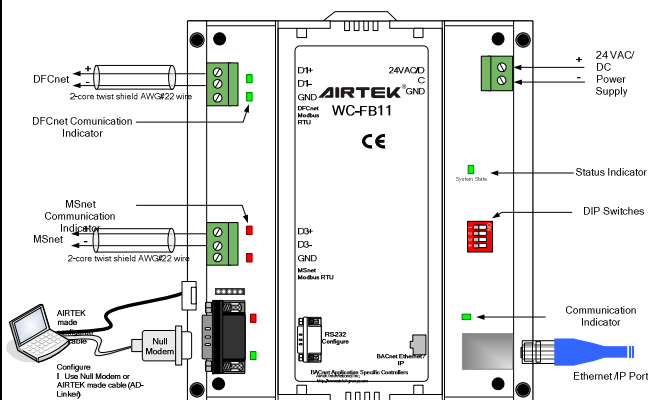 DFCnet
+
-
2-core twist shield AWG#22 wire
DFCnet Comunication
Indicator
MSnet
Communication
Indicator
+
MSnet
-
2-core twist shield AWG#22 wire
AIRTEK
made
cable
Null
Modem
Configure
I Use Null Modem or
AIRTEK made cable (AD-
Linker)
D1+
D1-
GND
DFCnet
Modbus
RTU
24VAC/D
C
GND
AIRTEK®
WC-FB11
CE
D3+
D3-
GND
MSnet
Modbus RTU
RS232
Configure
BACnet Ethernet/
IP
BACnet Application Specific Controllers
Airtek International Inc.
+
-
24 VAC/
DC
Power
Supply
System State
Status Indicator
DIP Switches
Communication
Indicator
Ethernet /IP Port